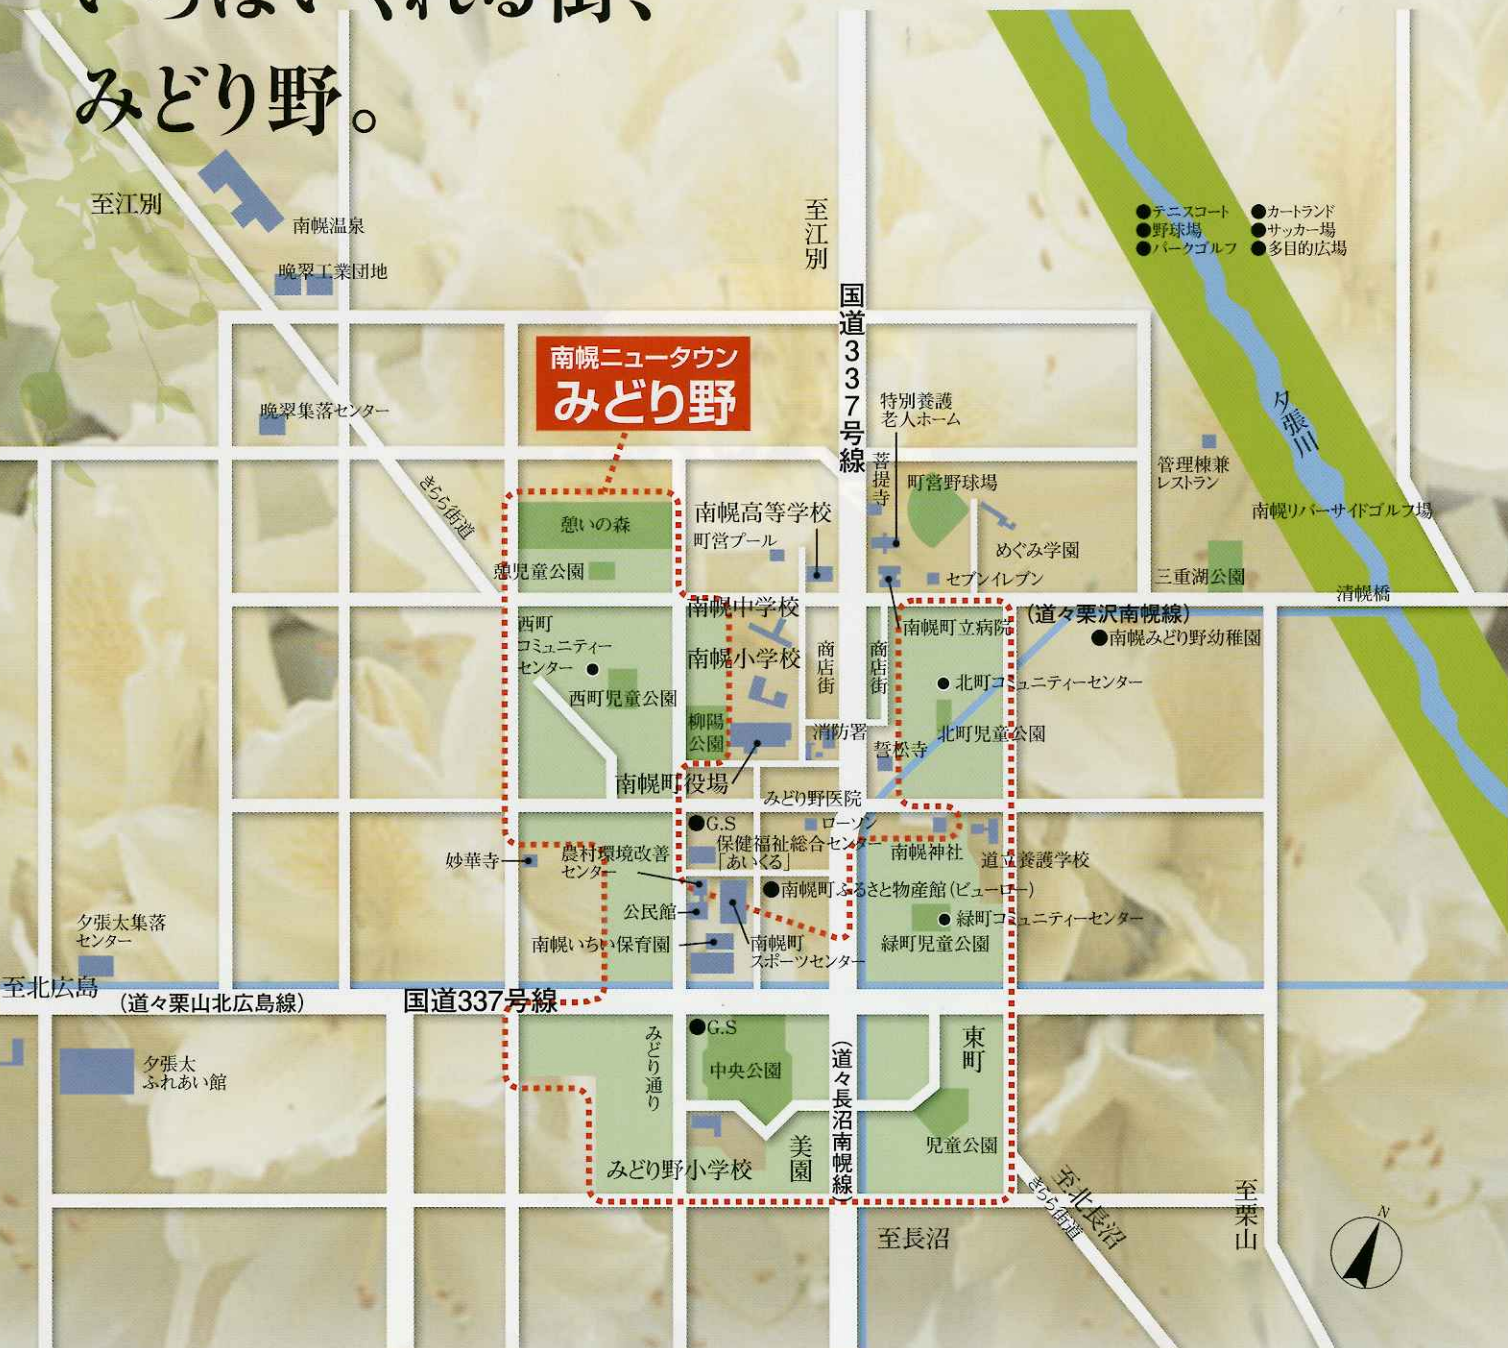 いっぱいくれる街、
みどり野。
至江別
南幌温泉
晩翠工業団地
至江別
国道337号線
●テニスコート
●野球場
●パークゴルフ
●カートランド
●サッカー場
●多目的広場
南幌ニュータウン
みどり野
晩翠集落センター
きらら街道
特別養護
老人ホーム
菩提寺
町営野球場
夕張川
管理棟兼
レストラン
南幌リバーサイドゴルフ場
憩いの森
南幌高等学校
町営プール
めぐみ学園
憩児童公園
セブンイレブン
三重湖公園
清幌橋
南幌中学校
(道々栗沢南幌線)
西町
コミュニティー
センター
南幌町立病院
●南幌みどり野幼稚園
南幌小学校
商店街
商店街
北町コミュニティーセンター
西町児童公園
柳陽
公園
消防署
北町児童公園
誓松寺
南幌町役場
みどり野医院
●G.S
ローソン
保健福祉総合センター
「あいくる」
南幌神社
道立養護学校
妙華寺
農村環境改善
センター
●南幌町ふるさと物産館(ビューロー)
公民館
緑町コミュニティーセンター
夕張太集落
センター
南幌いちい保育園
南幌町
スポーツセンター
緑町児童公園
至北広島
(道々栗山北広島線)
国道337号線
みどり通り
●G.S
中央公園
(道々長沼南幌線)
東町
夕張太
ふれあい館
美園
児童公園
みどり野小学校
至北長沼
きらら街道
至長沼
至栗山
N